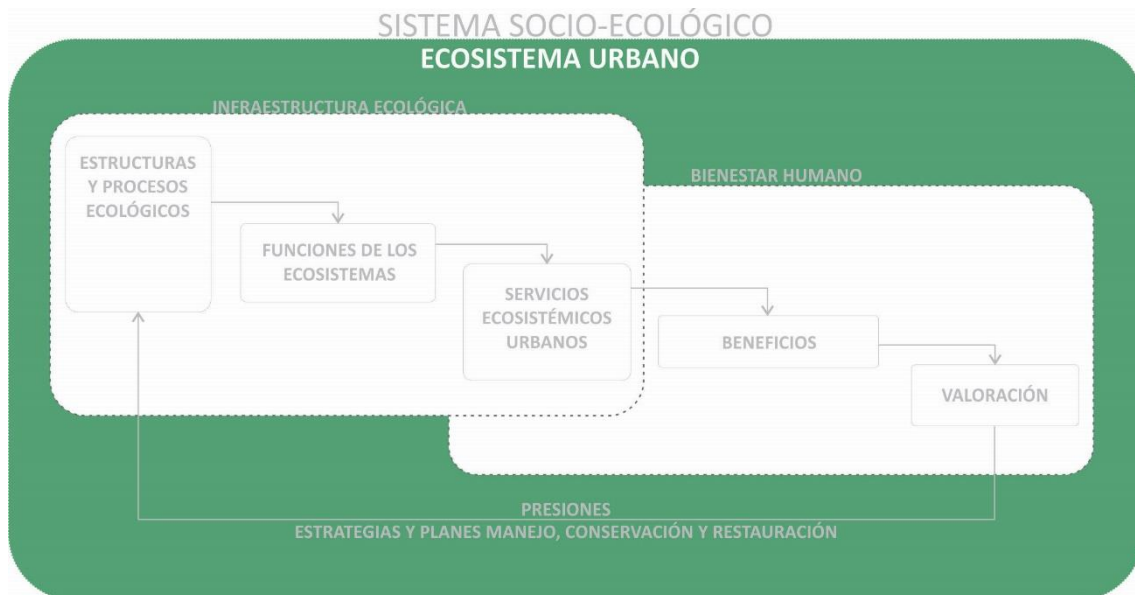 SISTEMA SOCIO-ECOLÓGICO
ECOSISTEMA URBANO
INFRAESTRUCTURA ECOLÓGICA
ESTRUCTURAS
Y PROCESOS
ECOLÓGICOS
BIENESTAR HUMANO
FUNCIONES DE LOS
ECOSISTEMAS
SERVICIOS
ECOSISTÉMICOS
URBANOS
BENEFICIOS
VALORACIÓN
PRESIONES
ESTRATEGIAS Y PLANES MANEJO, CONSERVACIÓN Y RESTAURACIÓN